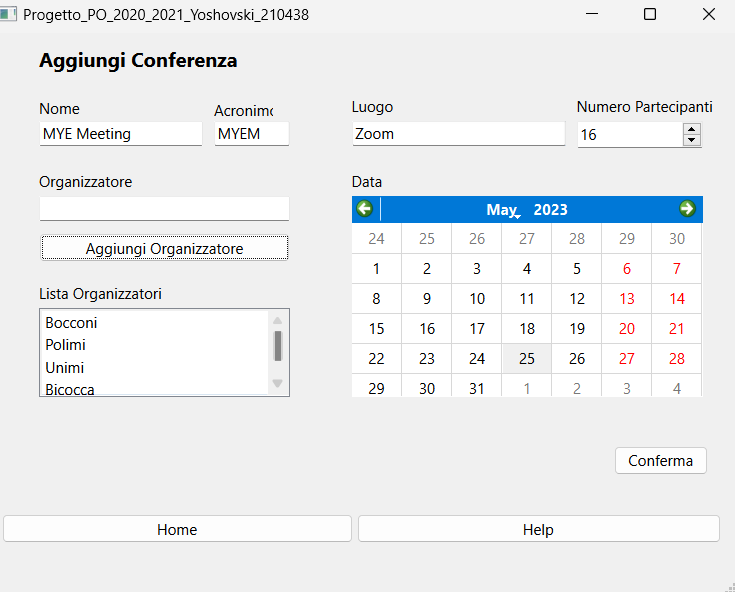 Progetto_PO_2020_2021_Yoshovski_210438
Aggiungi Conferenza
Nome
Acronimo
MYE Meeting
MYEM
Organizzatore
Aggiungi Organizzatore
Lista Organizzatori
Bocconi
Polimi
Unimi
Bicocca
Luogo
Numero Partecipanti
Zoom
16
Data
May 2023
24 25 26 27 28 29 30
1 2 3 4 5 6 7
8 9 10 11 12 13 14
15 16 17 18 19 20 21
22 23 24 25 26 27 28
29 30 31 1 2 3 4
Conferma
Home
Help